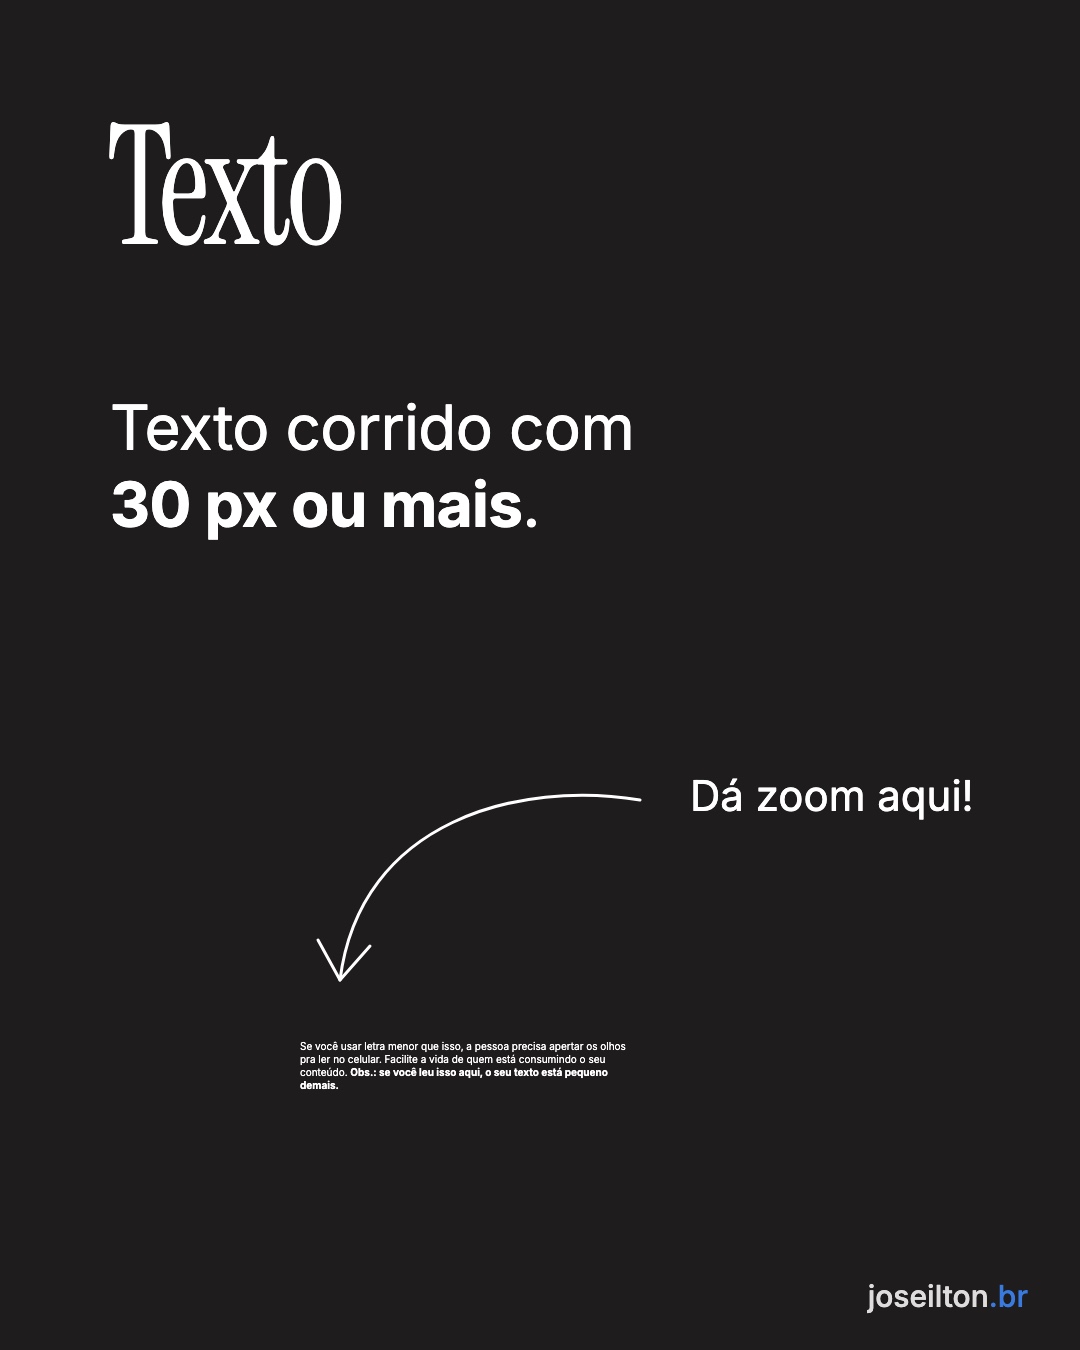 Texto
Texto corrido com
30 px ou mais.
Dá zoom aqui!
Se você usar letra menor que isso, a pessoa precisa apertar os olhos
pra ler no celular. Facilite a vida de quem está consumindo o seu
conteúdo. Obs.: se você leu isso aqui, o seu texto está pequeno
demais.
joseilton.br